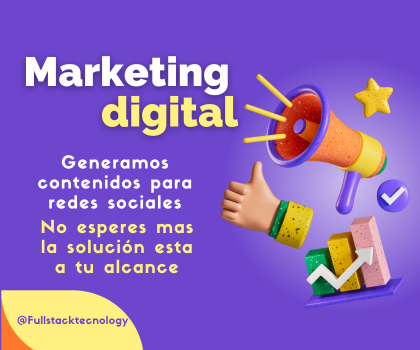 Marketing
digital
Generamos
contenidos para
redes sociales
No esperes mas
la solución esta
a tu alcance
@Fullstacktecnology